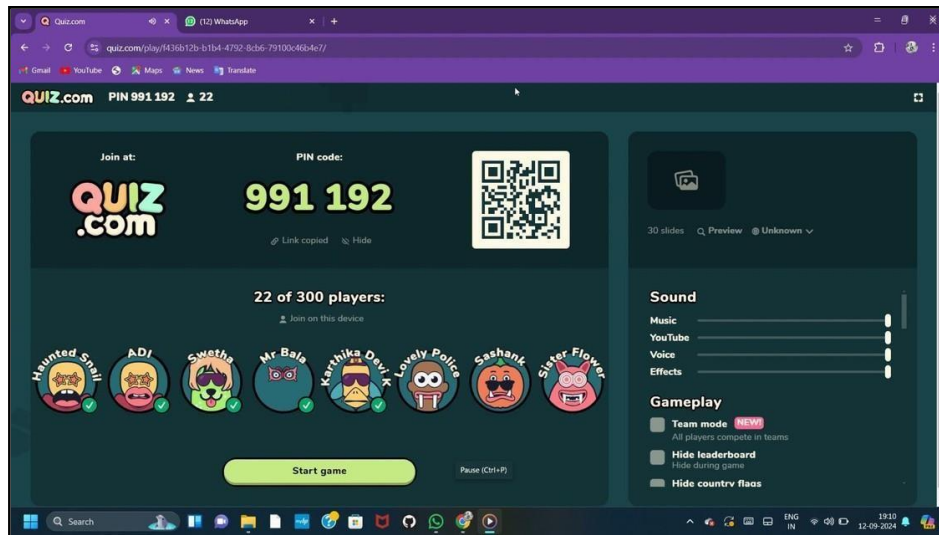 Quiz.com
(12) WhatsApp
quiz.com/play/f436b12b-b1b4-4792-8cb6-79100c46b4e7/
Gmail YouTube Maps News Translate
QUIZ.com PIN 991 192 22
Join at:
QUIZ
.COM
PIN code:
991 192
Link copied Hide
30 slides Preview Unknown
22 of 300 players:
Join on this device
Haunted Snail
ADJ
Swetha
Mr Bala
Karthika Devi.K
Lovely Police
Sashank
Sister Flower
Start game
Pause (Ctrl+P)
Sound
Music
YouTube
Voice
Effects
Gameplay
Team mode NEW!
All players compete in teams
Hide leaderboard
Hide during game
Hide country flags
Search
ENG
IN
19:10
12-09-2024